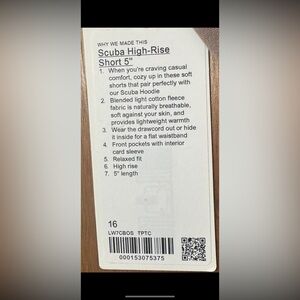 WHY WE MADE THIS
Scuba High-Rise
Short 5"
1. When you're craving casual
comfort, cozy up in these soft
shorts that pair perfectly with
our Scuba Hoodie
2. Blended light cotton fleece
fabric is naturally breathable,
soft against your skin, and
provides lightweight warmth
3. Wear the drawcord out or hide
it inside for a flat waistband
4. Front pockets with interior
card sleeve
5. Relaxed fit
6. High rise
7. 5" length
16
LW7CBOS TPTC
000153075375